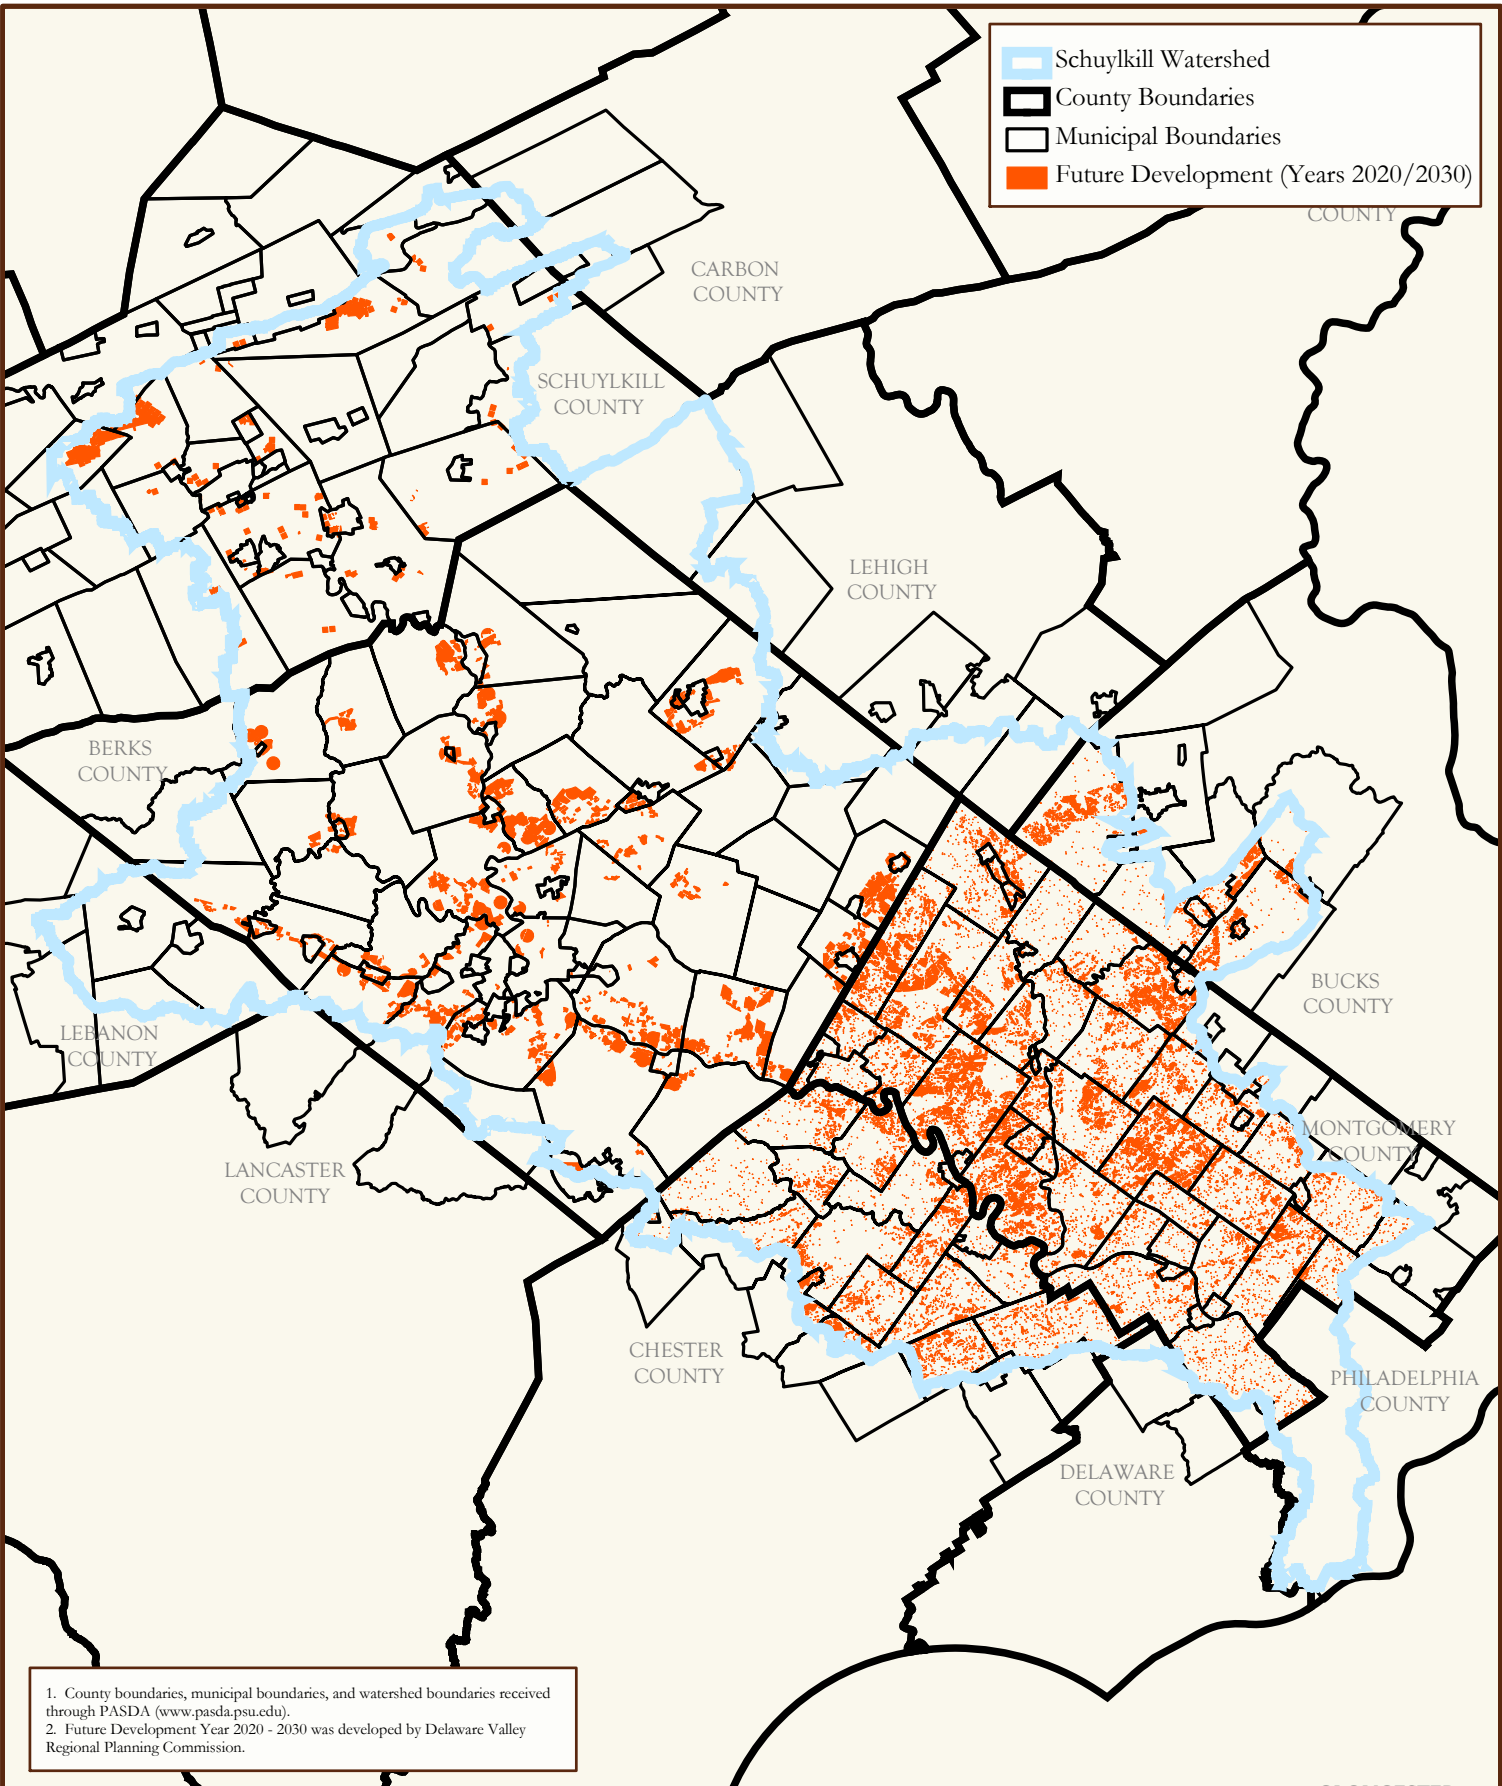 Schuylkill Watershed
County Boundaries
Municipal Boundaries
Future Development (Years 2020/2030)
COUNTY
CARBON
COUNTY
SCHUYLKILL
COUNTY
LEHIGH
COUNTY
BERKS
COUNTY
BUCKS
COUNTY
LEBANON
COUNTY
MONTGOMERY
COUNTY
LANCASTER
COUNTY
CHESTER
COUNTY
PHILADELPHIA
COUNTY
DELAWARE
COUNTY
1. County boundaries, municipal boundaries, and watershed boundaries received
through PASDA (www.pasda.psu.edu).
2. Future Development Year 2020 - 2030 was developed by Delaware Valley
Regional Planning Commission.